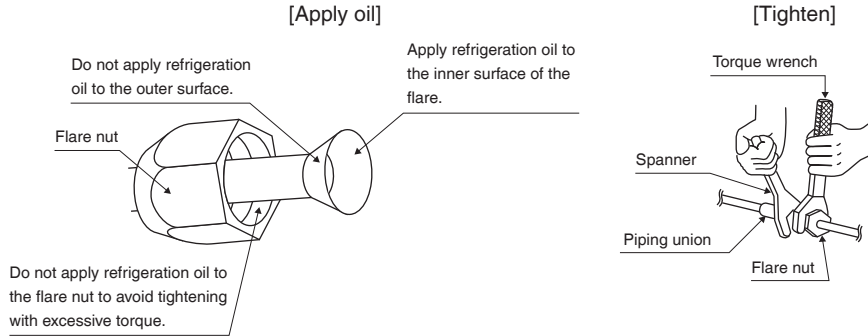 [Apply oil]
Do not apply refrigeration
oil to the outer surface.
Apply refrigeration oil to
the inner surface of the
flare.
Flare nut
Do not apply refrigeration oil to
the flare nut to avoid tightening
with excessive torque.
[Tighten]
Torque wrench
Spanner
Piping union
Flare nut